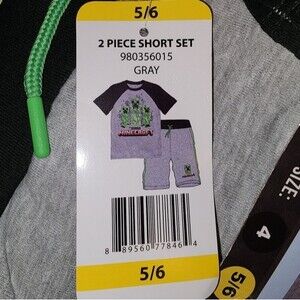 5/6
2 PIECE SHORT SET
980356015
GRAY
MINECRAFT
8 89560 77846 4
5/6
SIZE:
4
5/6